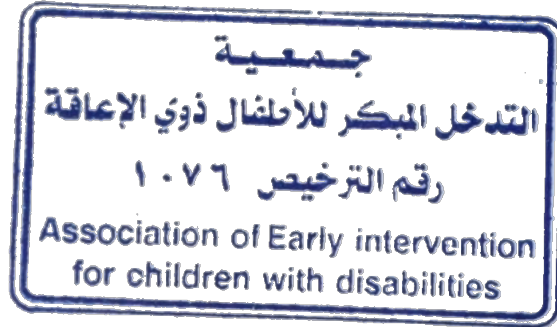 جمعية
التدخل المبكر للأطفال ذوي الإعاقة
رقم الترخيص ١٠٧٦
Association of Early intervention
for children with disabilities